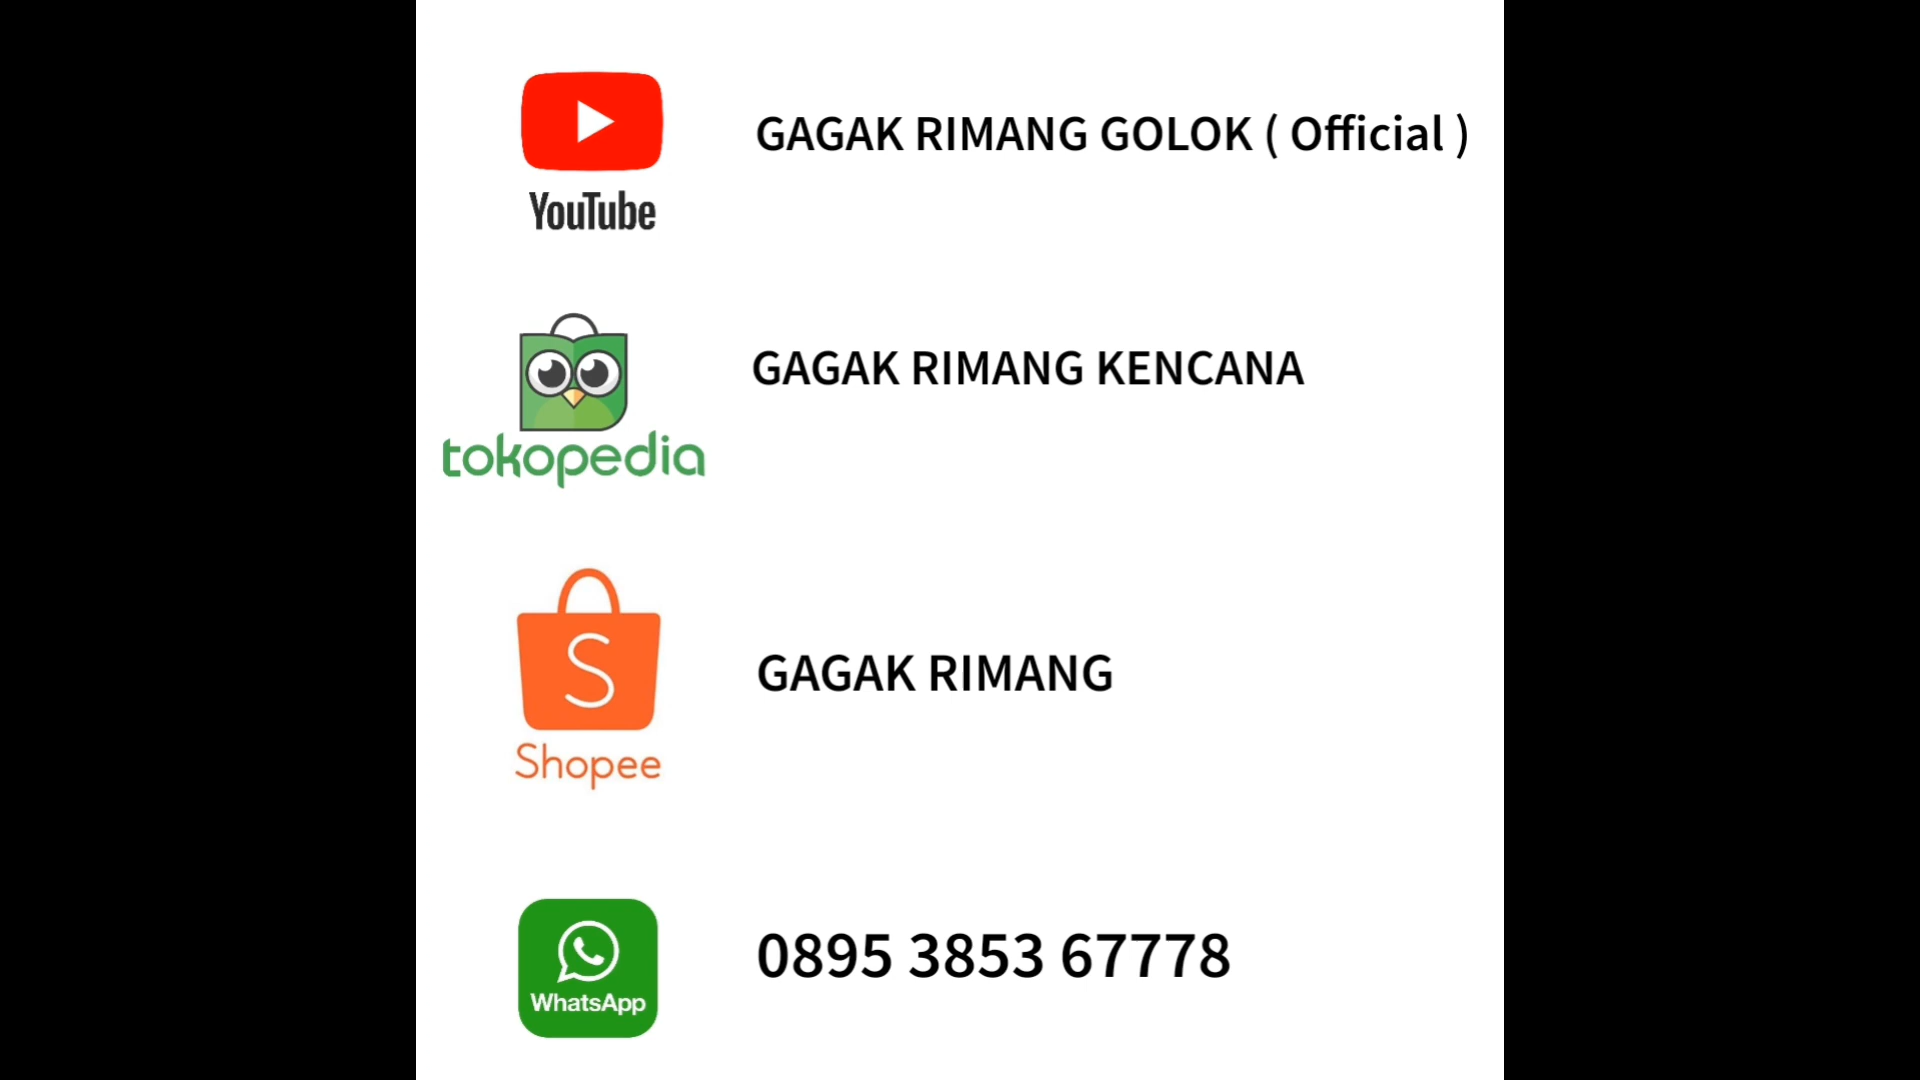 YouTube
GAGAK RIMANG GOLOK ( Official )
tokopedia
GAGAK RIMANG KENCANA
S
Shopee
GAGAK RIMANG
WhatsApp
0895 3853 67778